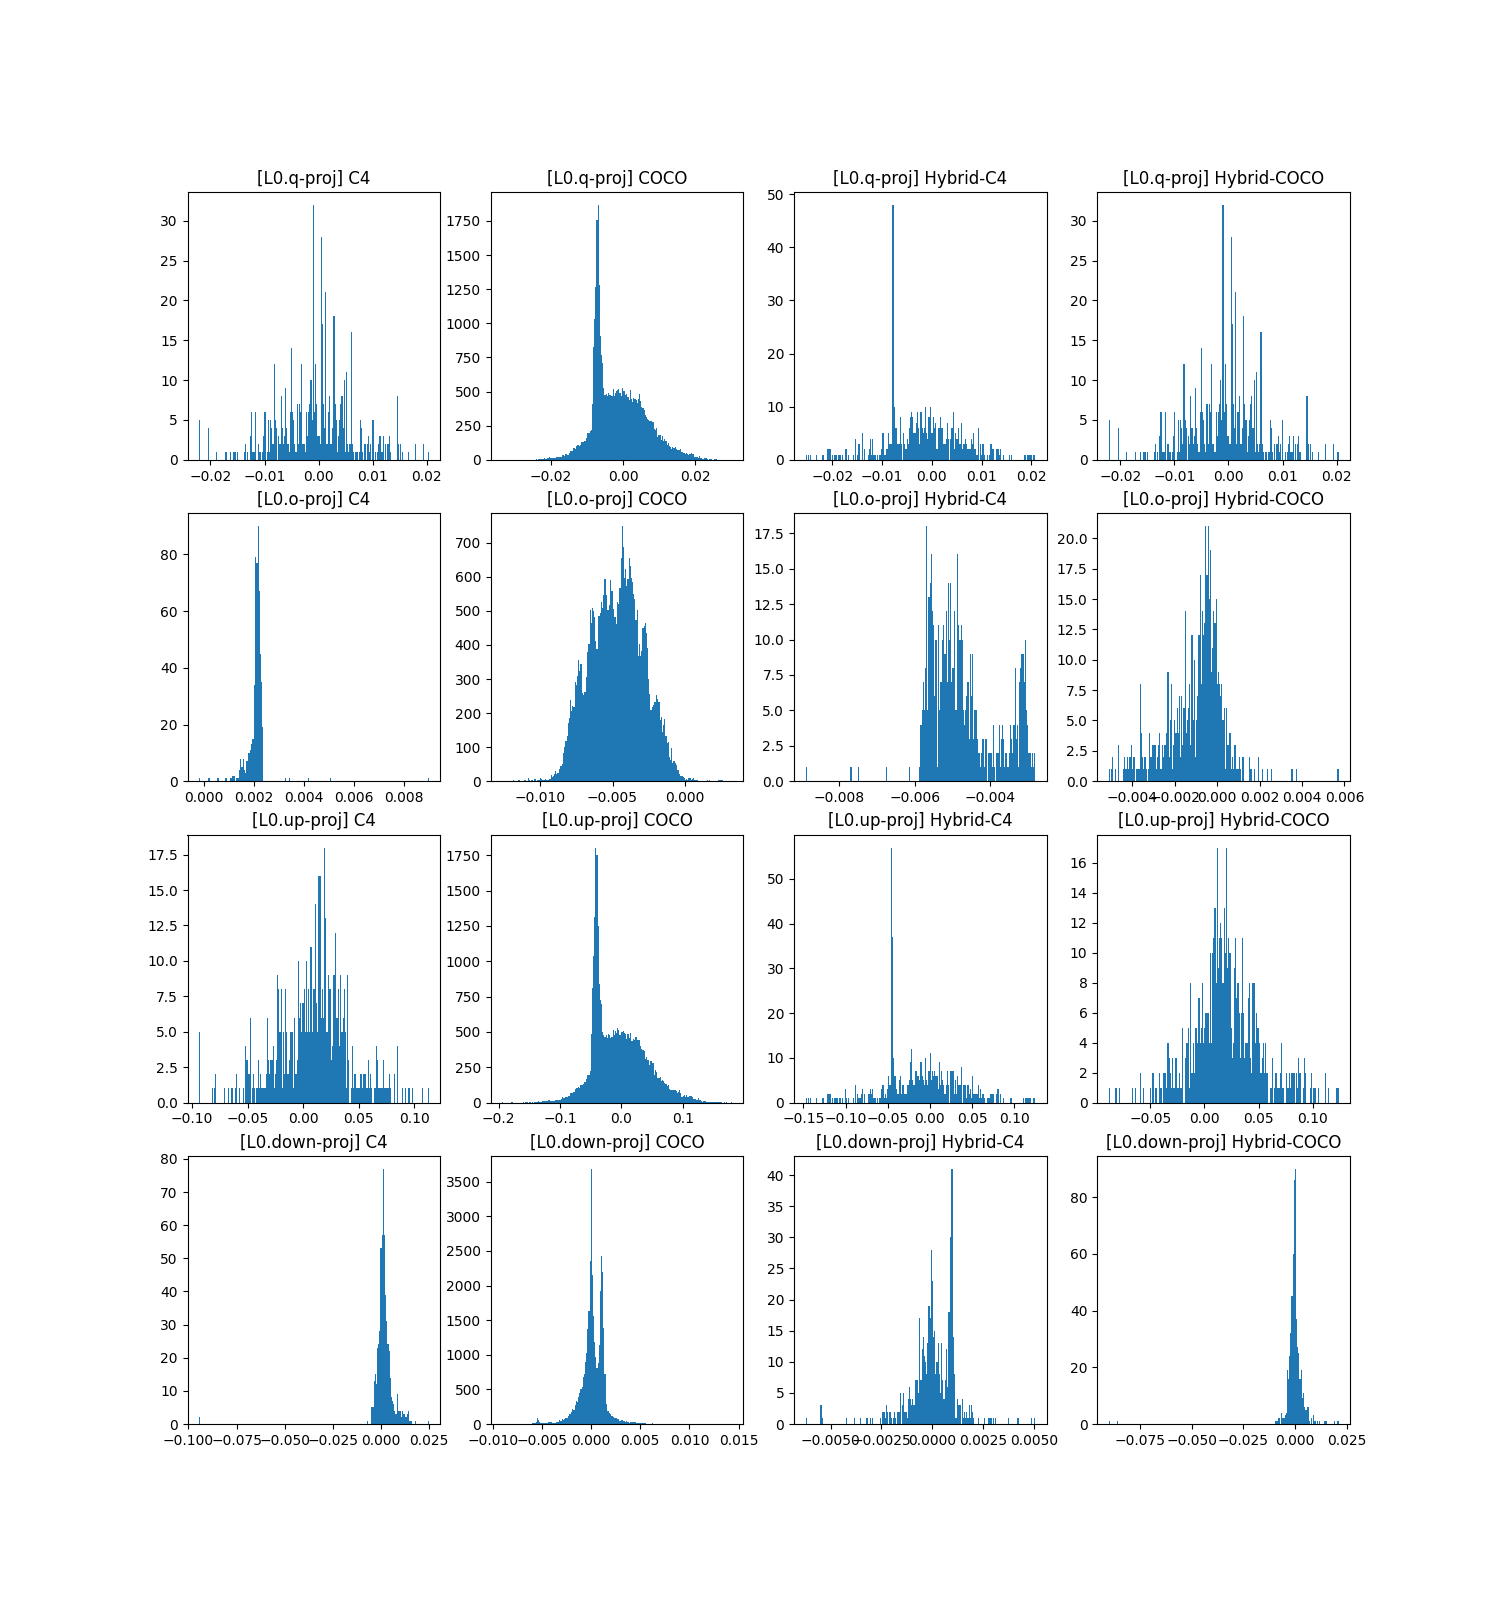 [L0.q-proj] C4 [L0.q-proj] COCO [L0.q-proj] Hybrid-C4 [L0.q-proj] Hybrid-COCO
30 25 20 15 10 5 0
−0.02 −0.01 0.00 0.01 0.02
1750 1500 1250 1000 750 500 250 0
−0.02 0.00 0.02
50 40 30 20 10 0
−0.02 −0.01 0.00 0.01 0.02
30 25 20 15 10 5 0
−0.02 −0.01 0.00 0.01 0.02
[L0.o-proj] C4 [L0.o-proj] COCO [L0.o-proj] Hybrid-C4 [L0.o-proj] Hybrid-COCO
80 60 40 20 0
0.000 0.002 0.004 0.006 0.008
700 600 500 400 300 200 100 0
−0.010 −0.005 0.000
17.5 15.0 12.5 10.0 7.5 5.0 2.5 0.0
−0.008 −0.006 −0.004
20.0 17.5 15.0 12.5 10.0 7.5 5.0 2.5 0.0
−0.004 −0.002 0.000 0.002 0.004 0.006
[L0.up-proj] C4 [L0.up-proj] COCO [L0.up-proj] Hybrid-C4 [L0.up-proj] Hybrid-COCO
17.5 15.0 12.5 10.0 7.5 5.0 2.5 0.0
−0.10 −0.05 0.00 0.05 0.10
1750 1500 1250 1000 750 500 250 0
−0.2 −0.1 0.0 0.1
50 40 30 20 10 0
−0.15 −0.10 −0.05 0.00 0.05 0.10
16 14 12 10 8 6 4 2 0
−0.05 0.00 0.05 0.10
[L0.down-proj] C4 [L0.down-proj] COCO [L0.down-proj] Hybrid-C4 [L0.down-proj] Hybrid-COCO
80 70 60 50 40 30 20 10 0
−0.100 −0.075 −0.050 −0.025 0.000 0.025
3500 3000 2500 2000 1500 1000 500 0
−0.010 −0.005 0.000 0.005 0.010 0.015
40 35 30 25 20 15 10 5 0
−0.0050 −0.0025 0.0000 0.0025 0.0050
80 60 40 20 0
−0.075 −0.050 −0.025 0.000 0.025